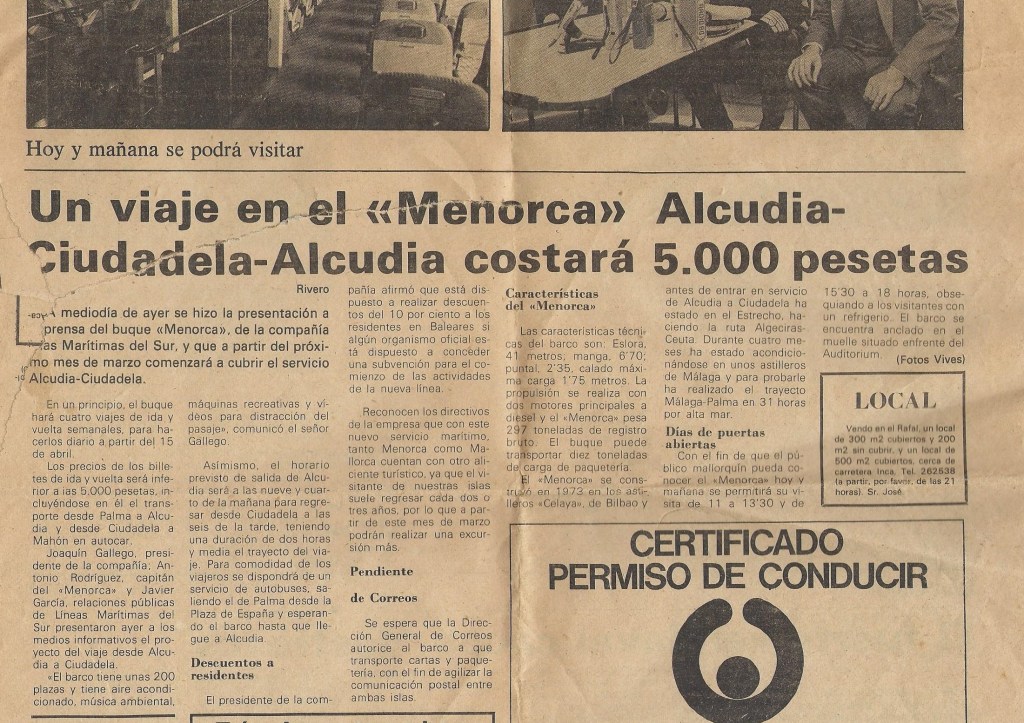 Hoy y mañana se podrá visitar
Un viaje en el «Menorca» Alcudia-
Ciudadela-Alcudia costará 5.000 pesetas
Rivero
A mediodía de ayer se hizo la presentación a
prensa del buque «Menorca», de la compañía
as Marítimas del Sur, y que a partir del próxi-
mo mes de marzo comenzará a cubrir el servicio
Alcudia-Ciudadela.
En un principio, el buque
hará cuatro viajes de ida y
vuelta semanales, para ha-
cerlos diario a partir del 15
de abril.
Los precios de los bille-
tes de ida y vuelta será infe-
rior a las 5,000 pesetas, in-
cluyéndose en él el trans-
porte desde Palma a Alcu-
dia y desde Ciudadela a
Mahón en autocar.
Joaquín Gallego, presi-
dente de la compañía; An-
tonio Rodríguez, capitán
del «Menorca» y Javier
García, relaciones públicas
de Líneas Marítimas del
Sur presentaron ayer a los
medios informativos el pro-
yecto del viaje desde Alcu-
dia a Ciudadela.
«El barco tiene unas 200
plazas y tiene aire acondi-
cionado, música ambiental,
máquinas recreativas y ví-
deos para distracción del
pasaje», comunicó el señor
Gallego.
Asimismo, el horario
previsto de salida de Alcu-
dia será a las nueve y cuar-
to de la mañana para regre-
sar desde Ciudadela a las
seis de la tarde, teniendo
una duración de dos horas
y media el trayecto del via-
je. Para comodidad de los
viajeros se dispondrá de un
servicio de autobuses, sa-
liendo el de Palma desde la
Plaza de España y esperan-
do el barco hasta que lle-
gue a Alcudia.
Descuentos a
residentes
El presidente de la com-
pañía afirmó que está dis-
puesto a realizar descuen-
tos del 10 por ciento a los
residentes en Baleares si
algún organismo oficial es-
tá dispuesto a conceder
una subvención para el co-
mienzo de las actividades
de la nueva línea.
Reconocen los directivos
de la empresa que con este
nuevo servicio marítimo,
tanto Menorca como Ma-
llorca cuentan con otro ali-
ciente turístico, ya que el vi-
sitante de nuestras islas
suele regresar cada dos o
tres años, por lo que a par-
tir de este mes de marzo
podrán realizar una excur-
sión más.
Pendiente
de Correos
Se espera que la Direc-
ción General de Correos
autorice al barco a que
transporte cartas y paque-
tería, con el fin de agilizar la
comunicación postal entre
ambas islas.
Características
del «Menorca»
Las características técni-
cas del barco son: Eslora,
41 metros; manga, 6'70;
puntal, 2'35, calado máxi-
ma carga 1'75 metros. La
propulsión se realiza con
dos motores principales a
diesel y el «Menorca» pesa
297 toneladas de registro
bruto. El buque puede
transportar diez toneladas
de carga de paquetería.
El «Menorca» se cons-
truyó en 1973 en los asti-
lleros «Celaya», de Bilbao y
antes de entrar en servicio
de Alcudia a Ciudadela ha
estado en el Estrecho, ha-
ciendo la ruta Algeciras-
Ceuta. Durante cuatro me-
ses ha estado acondicio-
nándose en unos astilleros
de Málaga y para probarle
ha realizado el trayecto
Málaga-Palma en 31 horas
por alta mar.
Días de puertas
abiertas
Con el fin de que el pú-
blico mallorquín pueda co-
nocer el «Menorca» hoy y
mañana se permitirá su vi-
sita de 11 a 13'30 y de
15'30 a 18 horas, obse-
quiando a los visitantes con
un refrigerio. El barco se
encuentra anclado en el
muelle situado enfrente del
Auditorium.
(Fotos Vives)
LOCAL
Vendo en el Rafal, un local
de 300 m2 cubiertos y 200
m2 sin cubrir, y un local de
500 m2 cubiertos, cerca de
carretera Inca. Tel. 262538
(a partir, por favor, de las 21
horas). Sr. José.
CERTIFICADO
PERMISO DE CONDUCIR